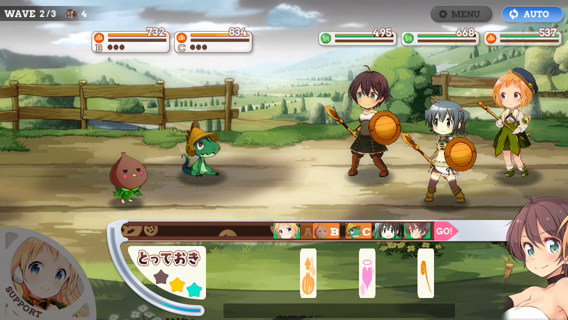 WAVE 2/3 4
MENU
AUTO
732
B
834
C
495
668
537
A B C GO!
とっておき
SUPPORT